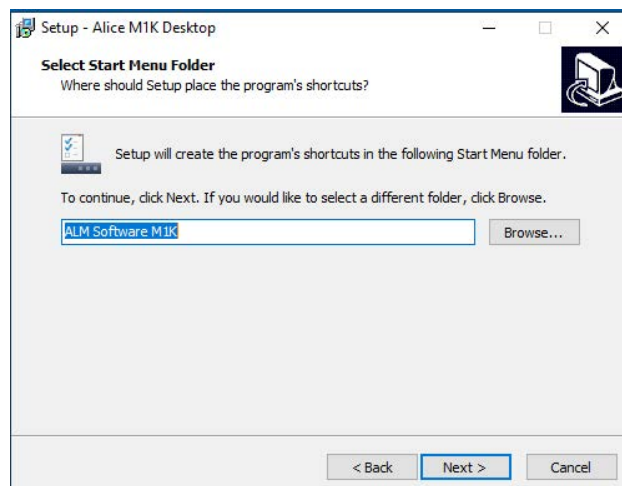 Setup - Alice M1K Desktop
Select Start Menu Folder
Where should Setup place the program's shortcuts?
Setup will create the program's shortcuts in the following Start Menu folder.
To continue, click Next. If you would like to select a different folder, click Browse.
ALM Software M1K
Browse...
< Back
Next >
Cancel